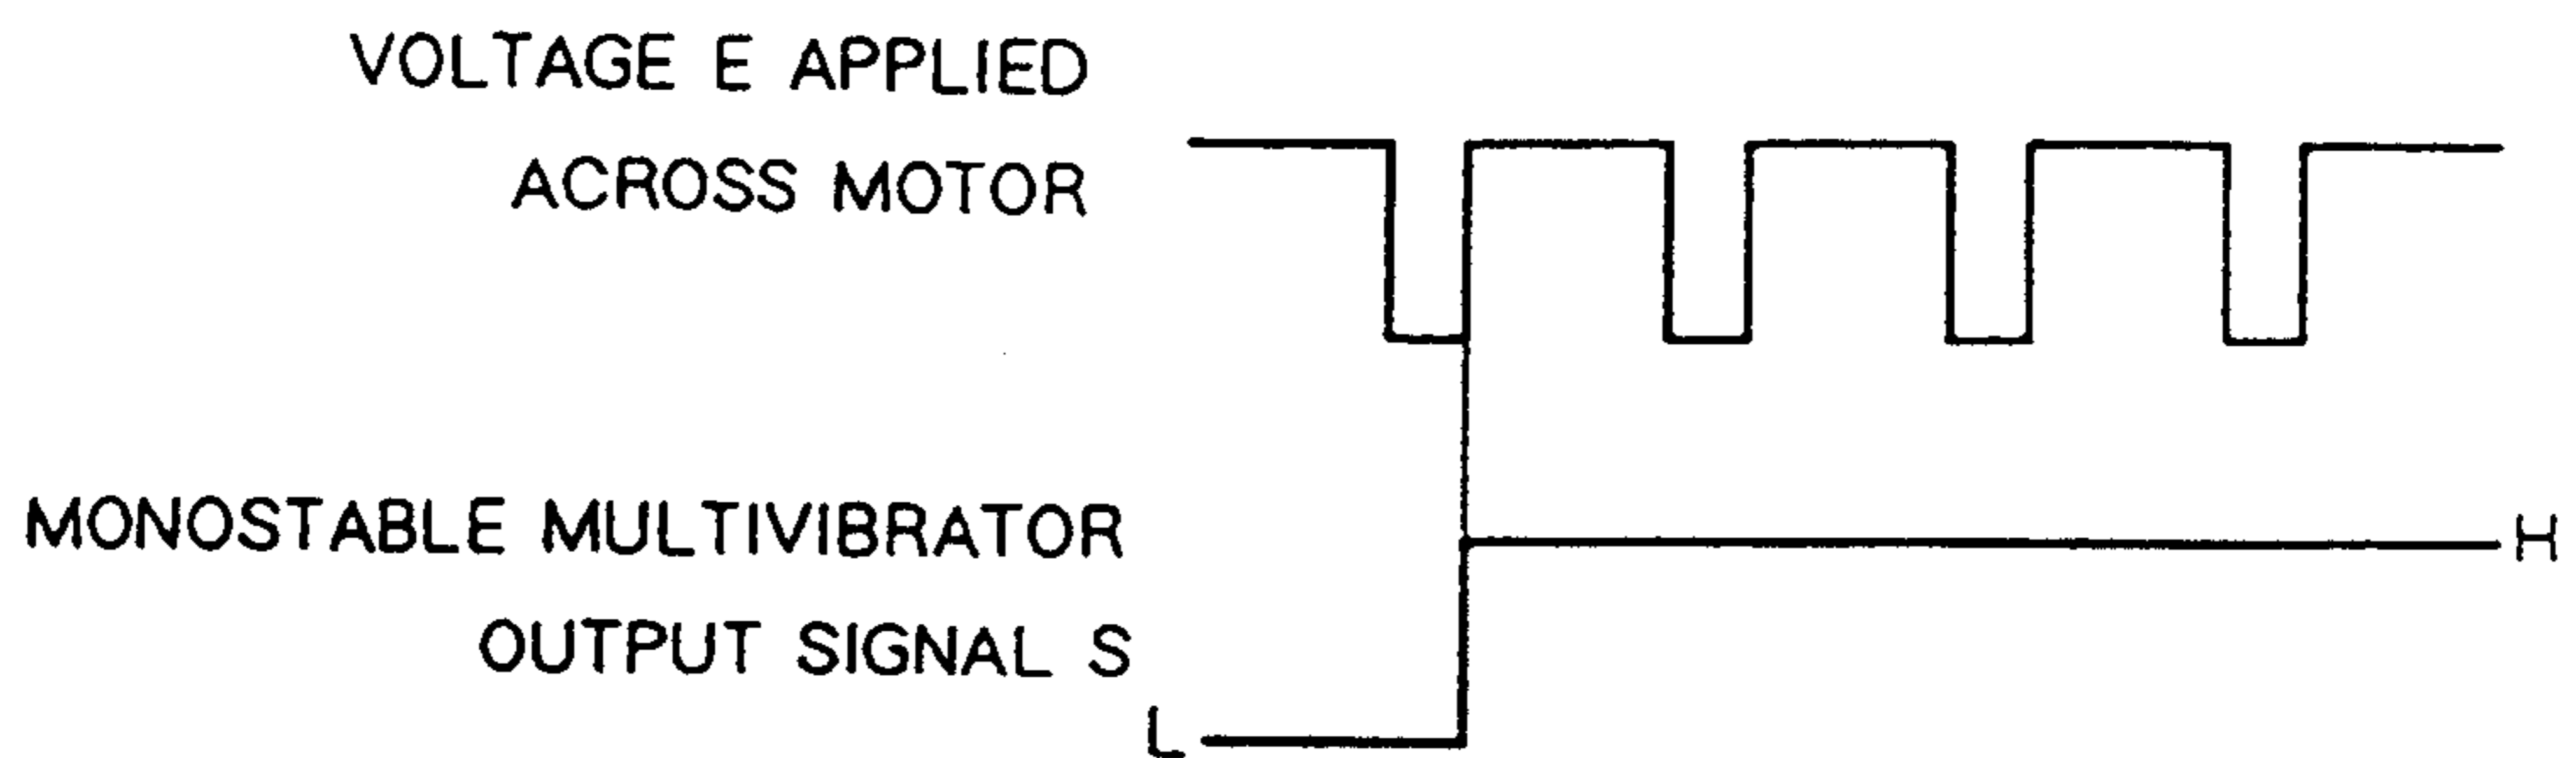 VOLTAGE E APPLIED
ACROSS MOTOR
MONOSTABLE MULTIVIBRATOR
OUTPUT SIGNAL S
H
L